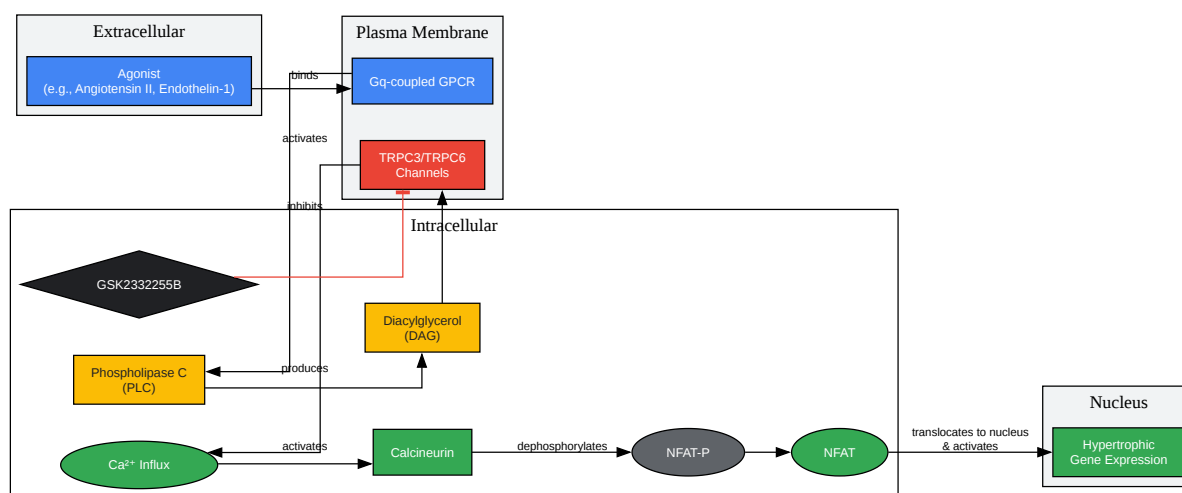 Extracellular
Agonist
(e.g., Angiotensin II, Endothelin-1)
binds
Plasma Membrane
Gq-coupled GPCR
activates
TRPC3/TRPC6
Channels
inhibits
Intracellular
GSK2332255B
Diacylglycerol
(DAG)
Phospholipase C
(PLC)
produces
Ca²⁺ Influx
activates
Calcineurin
dephosphorylates
NFAT-P
NFAT
translocates to nucleus
& activates
Nucleus
Hypertrophic
Gene Expression